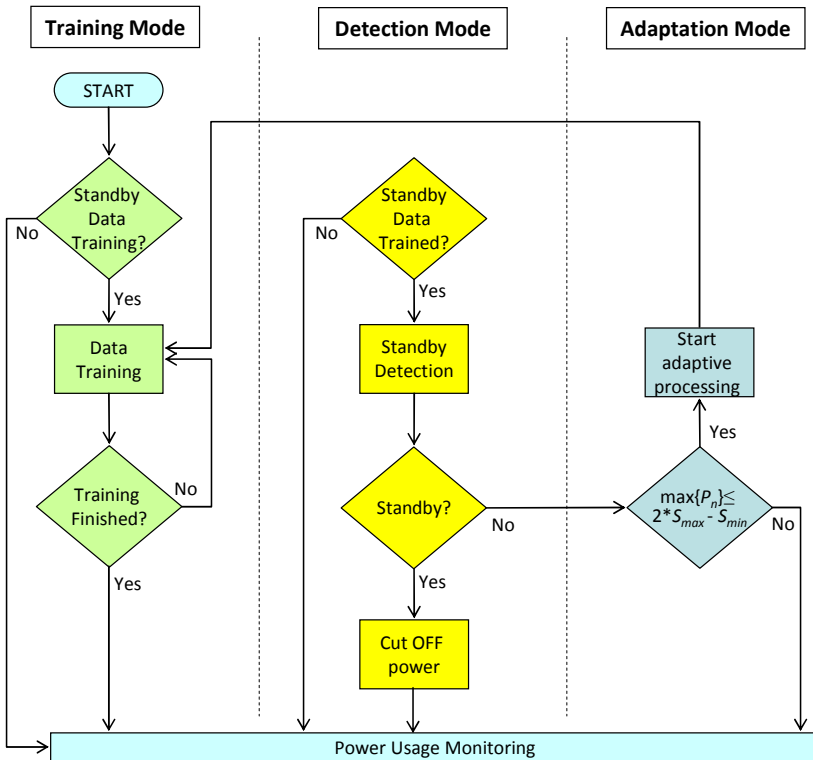 Training Mode
Detection Mode
Adaptation Mode
START
Standby
Data
Training?
No
Yes
Data
Training
Training
Finished?
No
Yes
Standby
Data
Trained?
No
Yes
Standby
Detection
Standby?
No
Yes
Cut OFF
power
Start
adaptive
processing
Yes
max{Pn}≤
2*Smax - Smin
No
Power Usage Monitoring